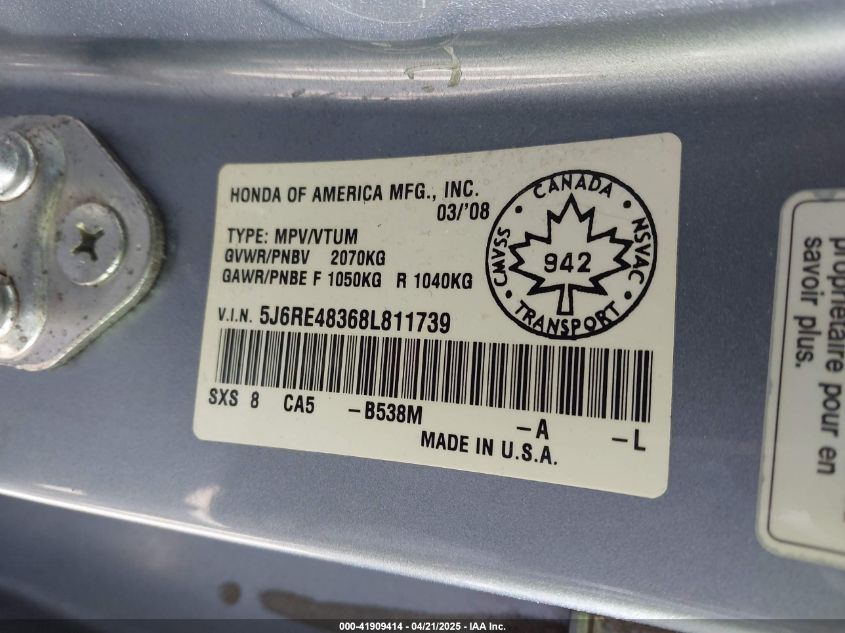 HONDA OF AMERICA MFG., INC.
03/'08
TYPE: MPV/VTUM
GVWR/PNBV 2070KG
GAWR/PNBE F 1050KG R 1040KG
V.I.N. 5J6RE48368L811739
SXS 8 CA5 -B538M -A -L
MADE IN U.S.A.
CANADA
CMVSS
NSVAC
942
TRANSPORT
propriétaire pour en
savoir plus.
000-41909414 - 04/21/2025 - IAA Inc.